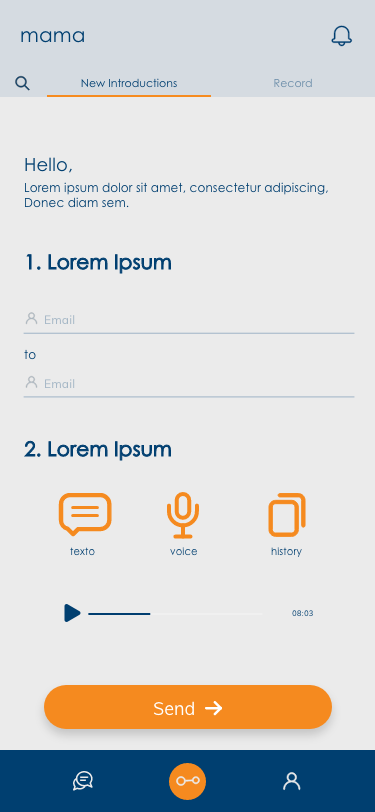 mama
New Introductions
Record
Hello,
Lorem ipsum dolor sit amet, consectetur adipiscing,
Donec diam sem.
1. Lorem Ipsum
Email
to
Email
2. Lorem Ipsum
texto
voice
history
08:03
Send